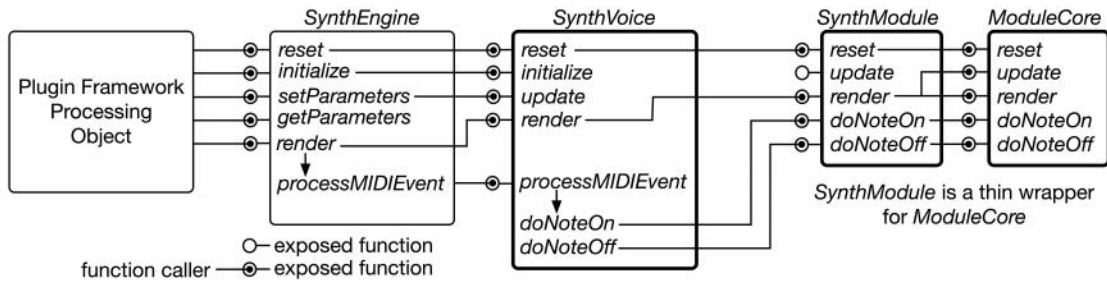 SynthEngine
SynthVoice
SynthModule
ModuleCore
Plugin Framework
Processing
Object
reset
initialize
setParameters
getParameters
render
processMIDIEvent
reset
initialize
update
render
processMIDIEvent
doNoteOn
doNoteOff
reset
update
render
doNoteOn
doNoteOff
reset
update
render
doNoteOn
doNoteOff
SynthModule is a thin wrapper
for ModuleCore
exposed function
function caller
exposed function